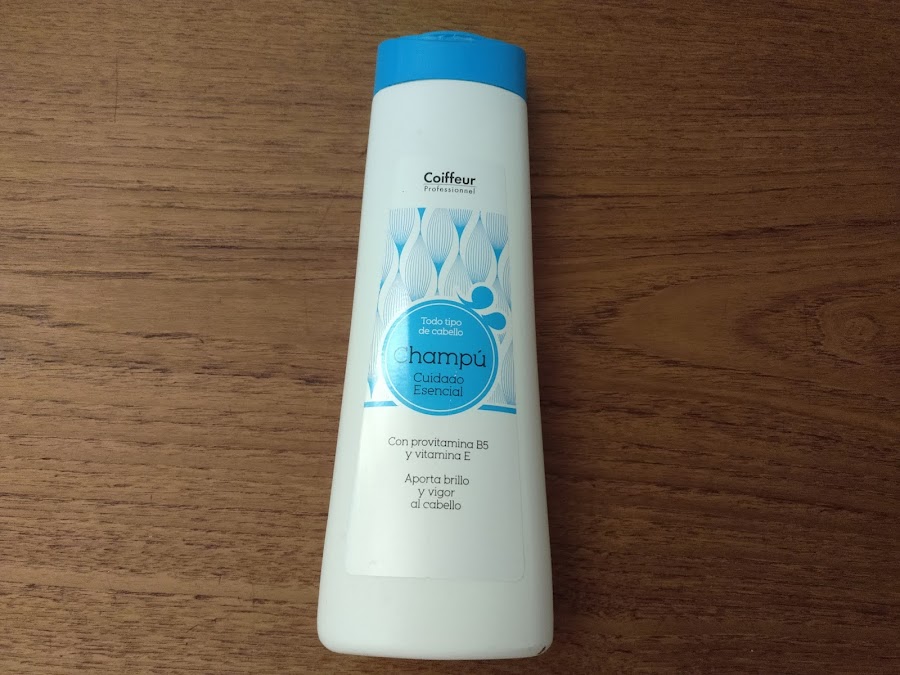 Coiffeur
Professionnel
Todo tipo
de cabello
Champú
Cuidado
Esencial
Con provitamina B5
y vitamina E
Aporta brillo
y vigor
al cabello